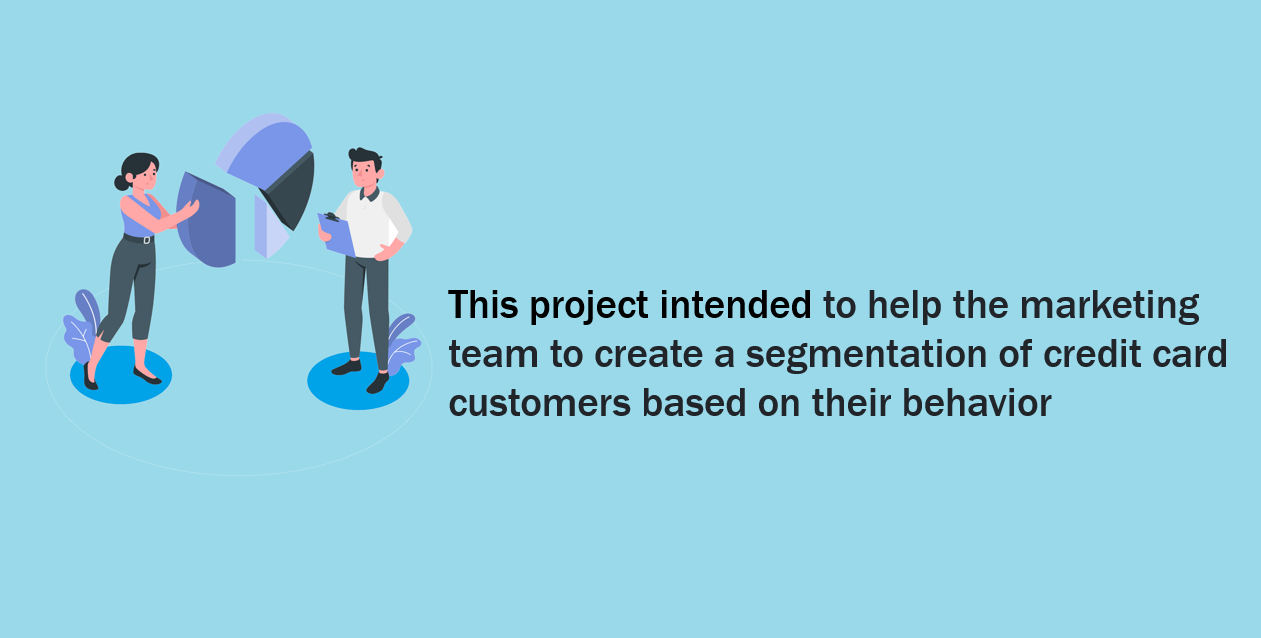 This project intended to help the marketing
team to create a segmentation of credit card
customers based on their behavior